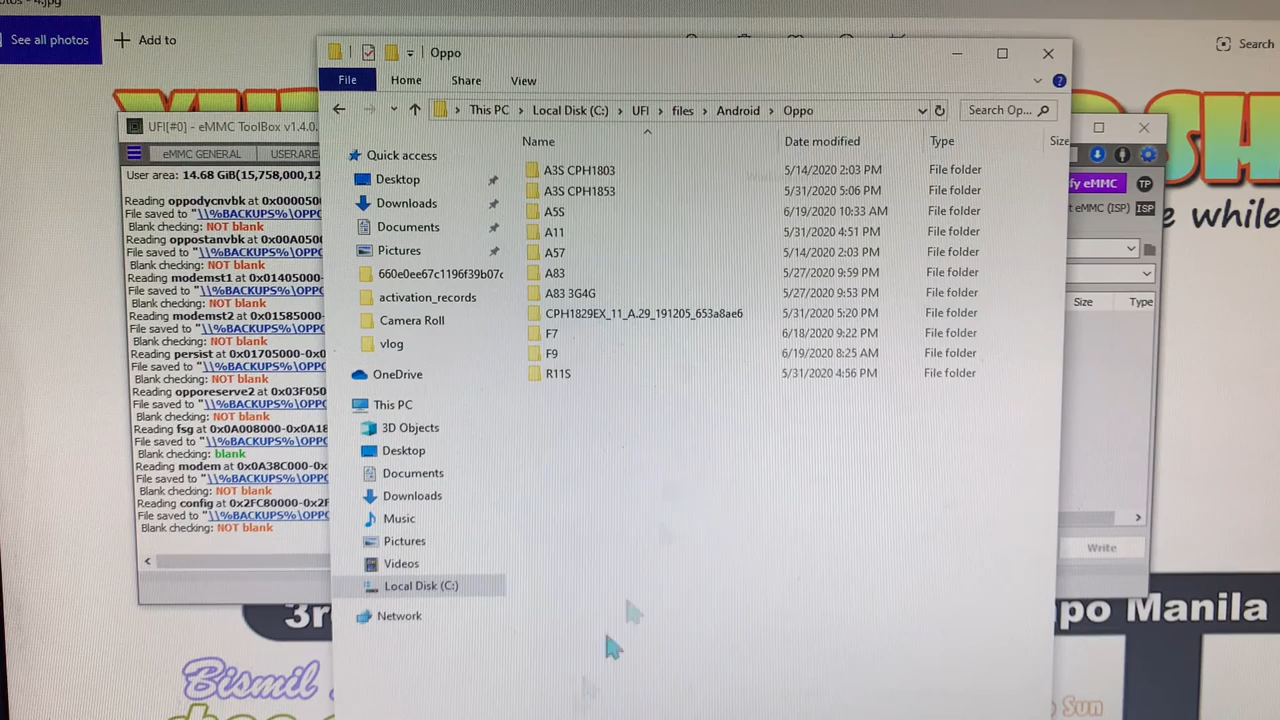 See all photos
Add to
Search
Oppo
File
Home
Share
View
This PC > Local Disk (C:) > UFI > files > Android > Oppo
Search Op...
Name
Date modified
Type
Size
Quick access
Desktop
Downloads
Documents
Pictures
660e0ee67c1196f39b07c
activation_records
Camera Roll
vlog
OneDrive
This PC
3D Objects
Desktop
Documents
Downloads
Music
Pictures
Videos
Local Disk (C:)
Network
A3S CPH1803 5/14/2020 2:03 PM File folder
A3S CPH1853 5/31/2020 5:06 PM File folder
A5S 6/19/2020 10:33 AM File folder
A11 5/31/2020 4:51 PM File folder
A57 5/14/2020 2:03 PM File folder
A83 5/27/2020 9:59 PM File folder
A83 3G4G 5/27/2020 9:53 PM File folder
CPH1829EX_11_A.29_191205_653a8ae6 5/31/2020 5:20 PM File folder
F7 6/18/2020 9:22 PM File folder
F9 6/19/2020 8:25 AM File folder
R11S 5/31/2020 4:56 PM File folder
UFI[#0] - eMMC ToolBox v1.4.0.
eMMC GENERAL
USERARE
User area: 14.68 GiB(15,758,000,12
Reading oppodycnvbk at 0x000050
File saved to "\\%BACKUPS%\OPPO
Blank checking: NOT blank
Reading oppostanvbk at 0x00A0500
File saved to "\\%BACKUPS%\OPPO
Blank checking: NOT blank
Reading modemst1 at 0x01405000-
File saved to "\\%BACKUPS%\OPPO
Blank checking: NOT blank
Reading modemst2 at 0x01585000-
File saved to "\\%BACKUPS%\OPPO
Blank checking: NOT blank
Reading persist at 0x01705000-0x0
File saved to "\\%BACKUPS%\OPPO
Blank checking: NOT blank
Reading opporeserve2 at 0x03F050
File saved to "\\%BACKUPS%\OPPO
Blank checking: NOT blank
Reading fsg at 0x0A008000-0x0A18
File saved to "\\%BACKUPS%\OPPO
Blank checking: blank
Reading modem at 0x0A38C000-0x
File saved to "\\%BACKUPS%\OPPO
Blank checking: NOT blank
Reading config at 0x2FC80000-0x2F
File saved to "\\%BACKUPS%\OPPO
Blank checking: NOT blank
fy eMMC
TP
t eMMC (ISP)
ISP
Size
Type
Write
SH
e while
3r
po Manila
Bismil
Sun